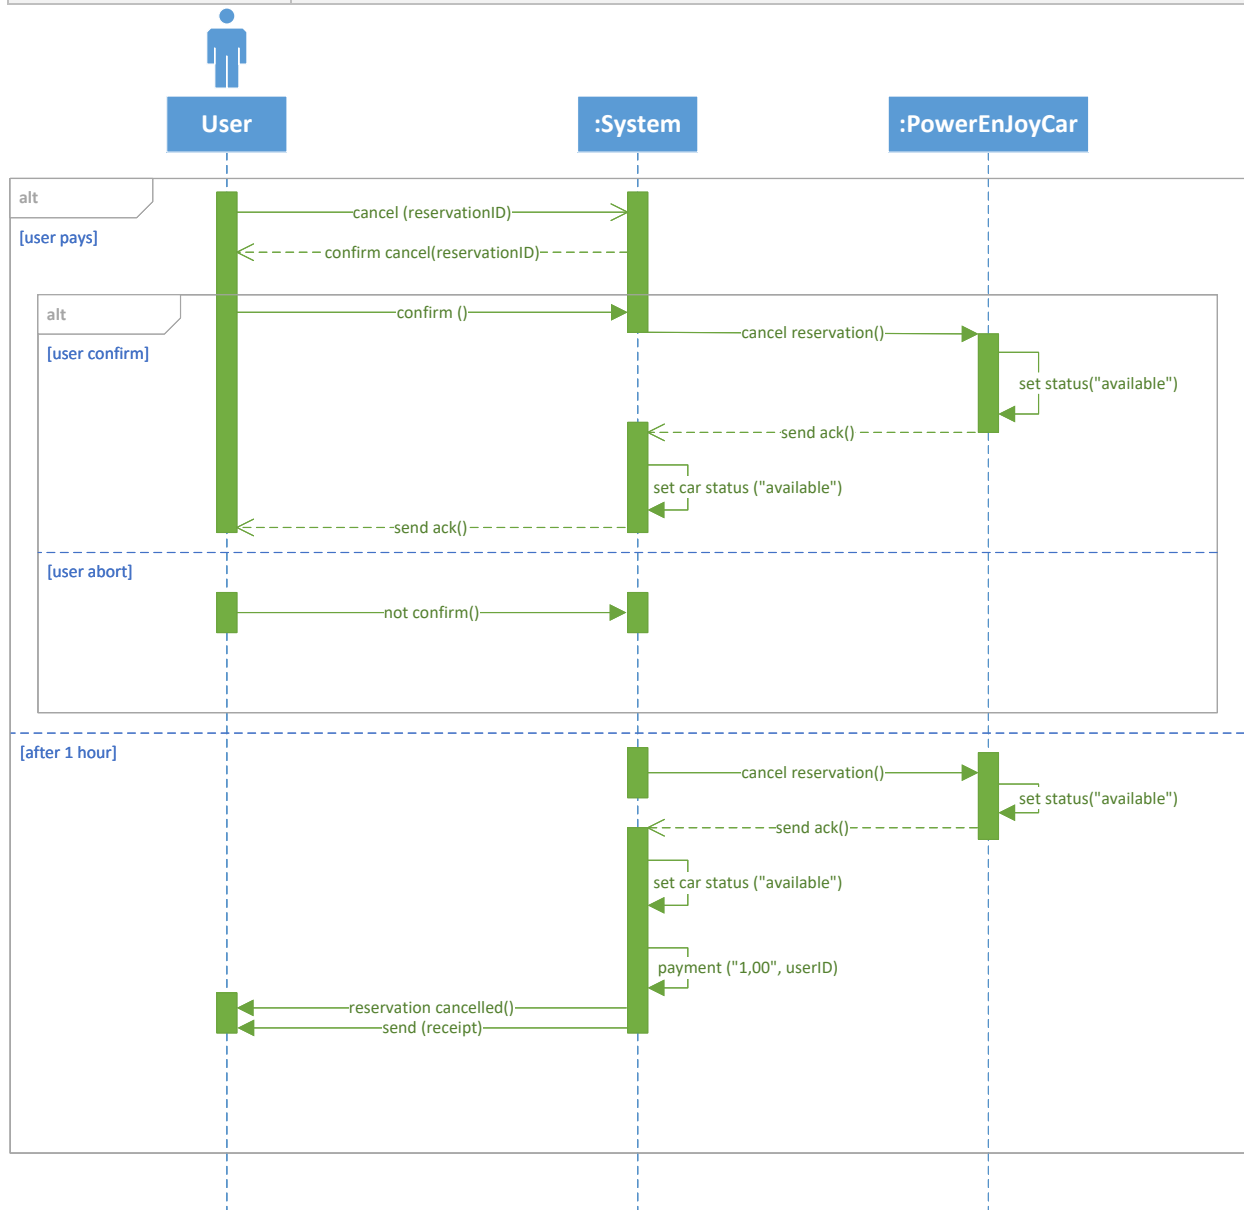 User
:System
:PowerEnJoyCar
alt
cancel (reservationID)
[user pays]
confirm cancel(reservationID)
alt
confirm ()
cancel reservation()
[user confirm]
set status("available")
send ack()
set car status ("available")
send ack()
[user abort]
not confirm()
[after 1 hour]
cancel reservation()
set status("available")
send ack()
set car status ("available")
payment ("1,00", userID)
reservation cancelled()
send (receipt)